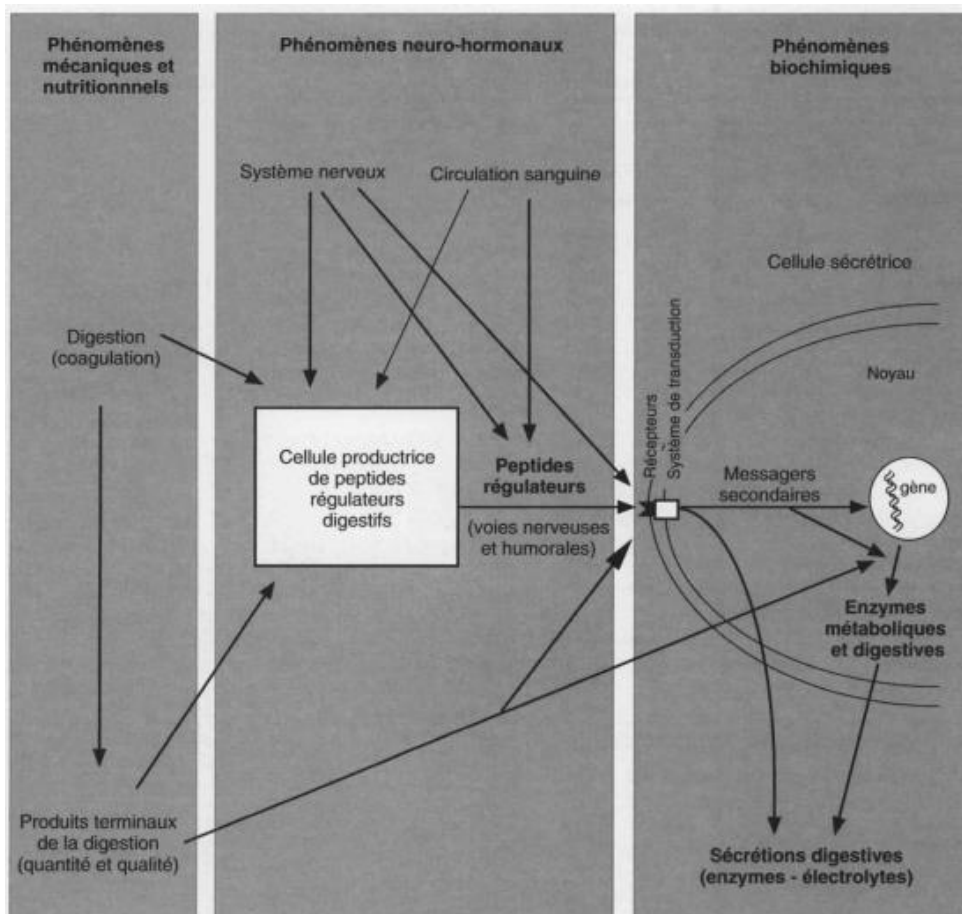 Phénomènes
mécaniques et
nutritionnnels
Phénomènes neuro-hormonaux
Phénomènes
biochimiques
Système nerveux
Circulation sanguine
Cellule sécrétrice
Digestion
(coagulation)
Noyau
Récepteurs
Système de transduction
Cellule productrice
de peptides
régulateurs
digestifs
Peptides
régulateurs
(voies nerveuses
et humorales)
Messagers
secondaires
gène
Enzymes
métaboliques
et digestives
Produits terminaux
de la digestion
(quantité et qualité)
Sécrétions digestives
(enzymes - électrolytes)